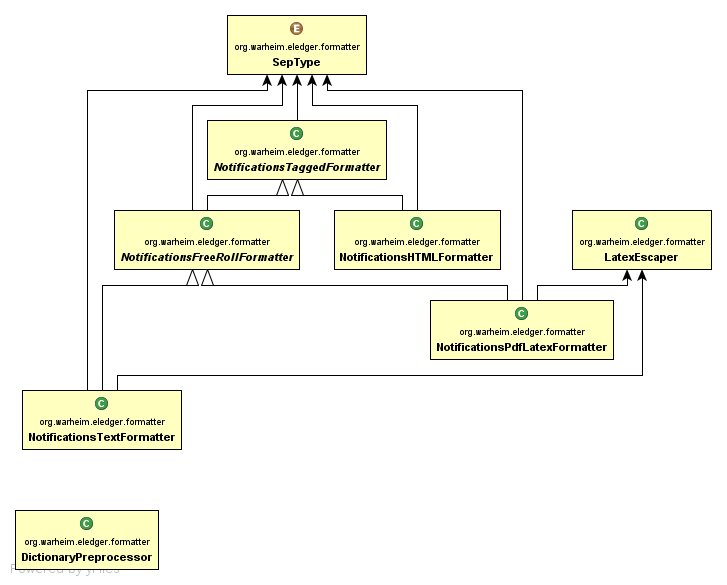 E
org.warheim.eledger.formatter
SepType
C
org.warheim.eledger.formatter
NotificationsTaggedFormatter
C
org.warheim.eledger.formatter
NotificationsFreeRollFormatter
C
org.warheim.eledger.formatter
NotificationsHTMLFormatter
C
org.warheim.eledger.formatter
LatexEscaper
C
org.warheim.eledger.formatter
NotificationsPdfLatexFormatter
C
org.warheim.eledger.formatter
NotificationsTextFormatter
C
org.warheim.eledger.formatter
DictionaryPreprocessor
Powered by yFiles